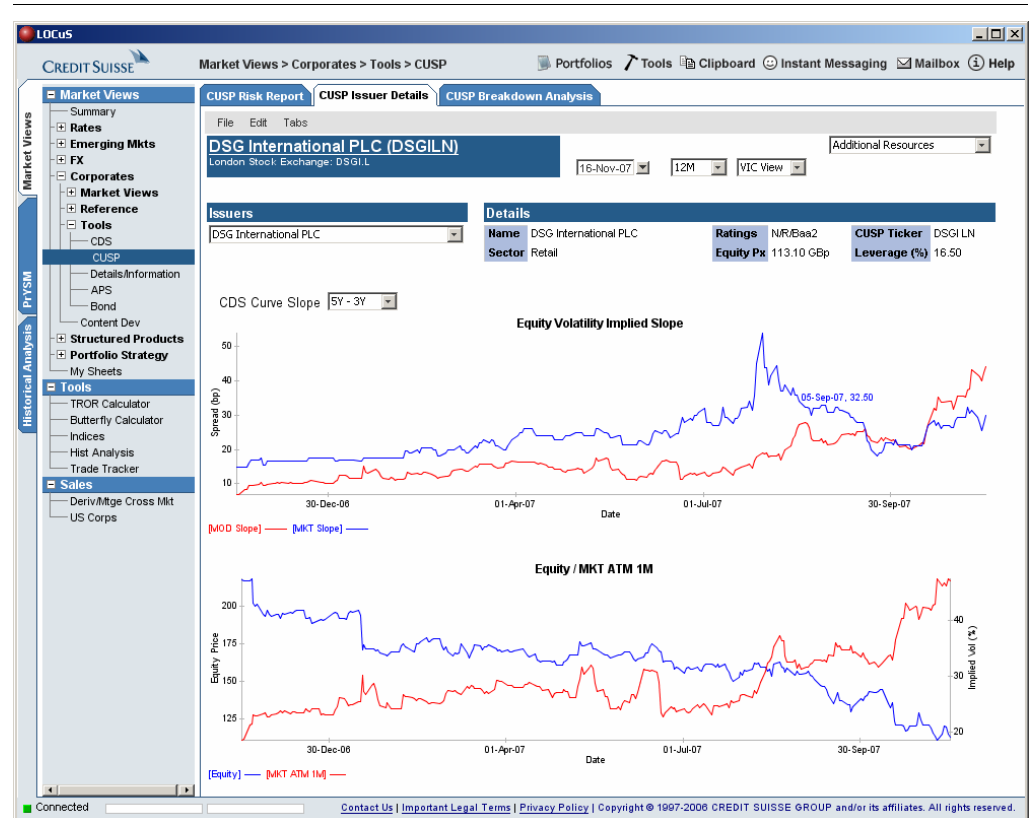 LOCuS
CREDIT SUISSE
Market Views > Corporates > Tools > CUSP
Portfolios Tools Clipboard Instant Messaging Mailbox Help
Market Views
PrYSM
Historical Analysis
Market Views
Summary
Rates
Emerging Mkts
FX
Corporates
Market Views
Reference
Tools
CDS
CUSP
Details/Information
APS
Bond
Content Dev
Structured Products
Portfolio Strategy
My Sheets
Tools
TROR Calculator
Butterfly Calculator
Indices
Hist Analysis
Trade Tracker
Sales
Deriv/Mtge Cross Mkt
US Corps
CUSP Risk Report CUSP Issuer Details CUSP Breakdown Analysis
File Edit Tabs
DSG International PLC (DSGILN)
London Stock Exchange: DSGI.L
16-Nov-07 12M VIC View
Additional Resources
Issuers
DSG International PLC
Details
Name DSG International PLC Ratings N/R/Baa2 CUSP Ticker DSGI LN
Sector Retail Equity Px 113.10 GBp Leverage (%) 16.50
CDS Curve Slope 5Y - 3Y
Equity Volatility Implied Slope
Spread (bp)
50
40
30
20
10
05-Sep-07, 32.50
30-Dec-06 01-Apr-07 01-Jul-07 30-Sep-07
Date
[MOD Slope] [MKT Slope]
Equity / MKT ATM 1M
Equity Price
200
175
150
125
40
30
20
Implied Vol (%)
30-Dec-06 01-Apr-07 01-Jul-07 30-Sep-07
Date
[Equity] [MKT ATM 1M]
Connected
Contact Us | Important Legal Terms | Privacy Policy | Copyright © 1997-2006 CREDIT SUISSE GROUP and/or its affiliates. All rights reserved.